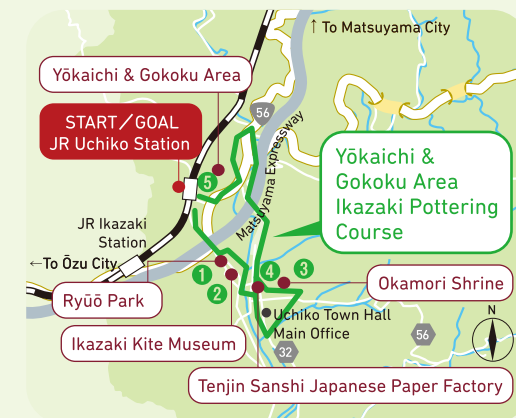 ↑ To Matsuyama City
Yōkaichi & Gokoku Area
56
START／GOAL
JR Uchiko Station
Matsuyama Expressway
Yōkaichi &
Gokoku Area
Ikazaki Pottering
Course
5
JR Ikazaki
Station
←To Ōzu City
1
2
4
3
Ryūō Park
Okamori Shrine
N
Uchiko Town Hall
Main Office
Ikazaki Kite Museum
56
32
Tenjin Sanshi Japanese Paper Factory